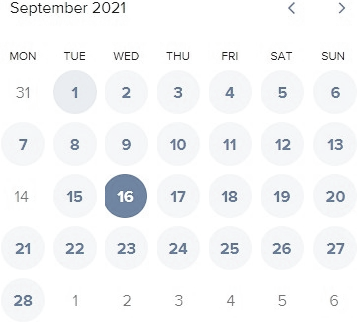 September 2021
MON TUE WED THU FRI SAT SUN
31 1 2 3 4 5 6
7 8 9 10 11 12 13
14 15 16 17 18 19 20
21 22 23 24 25 26 27
28 1 2 3 4 5 6